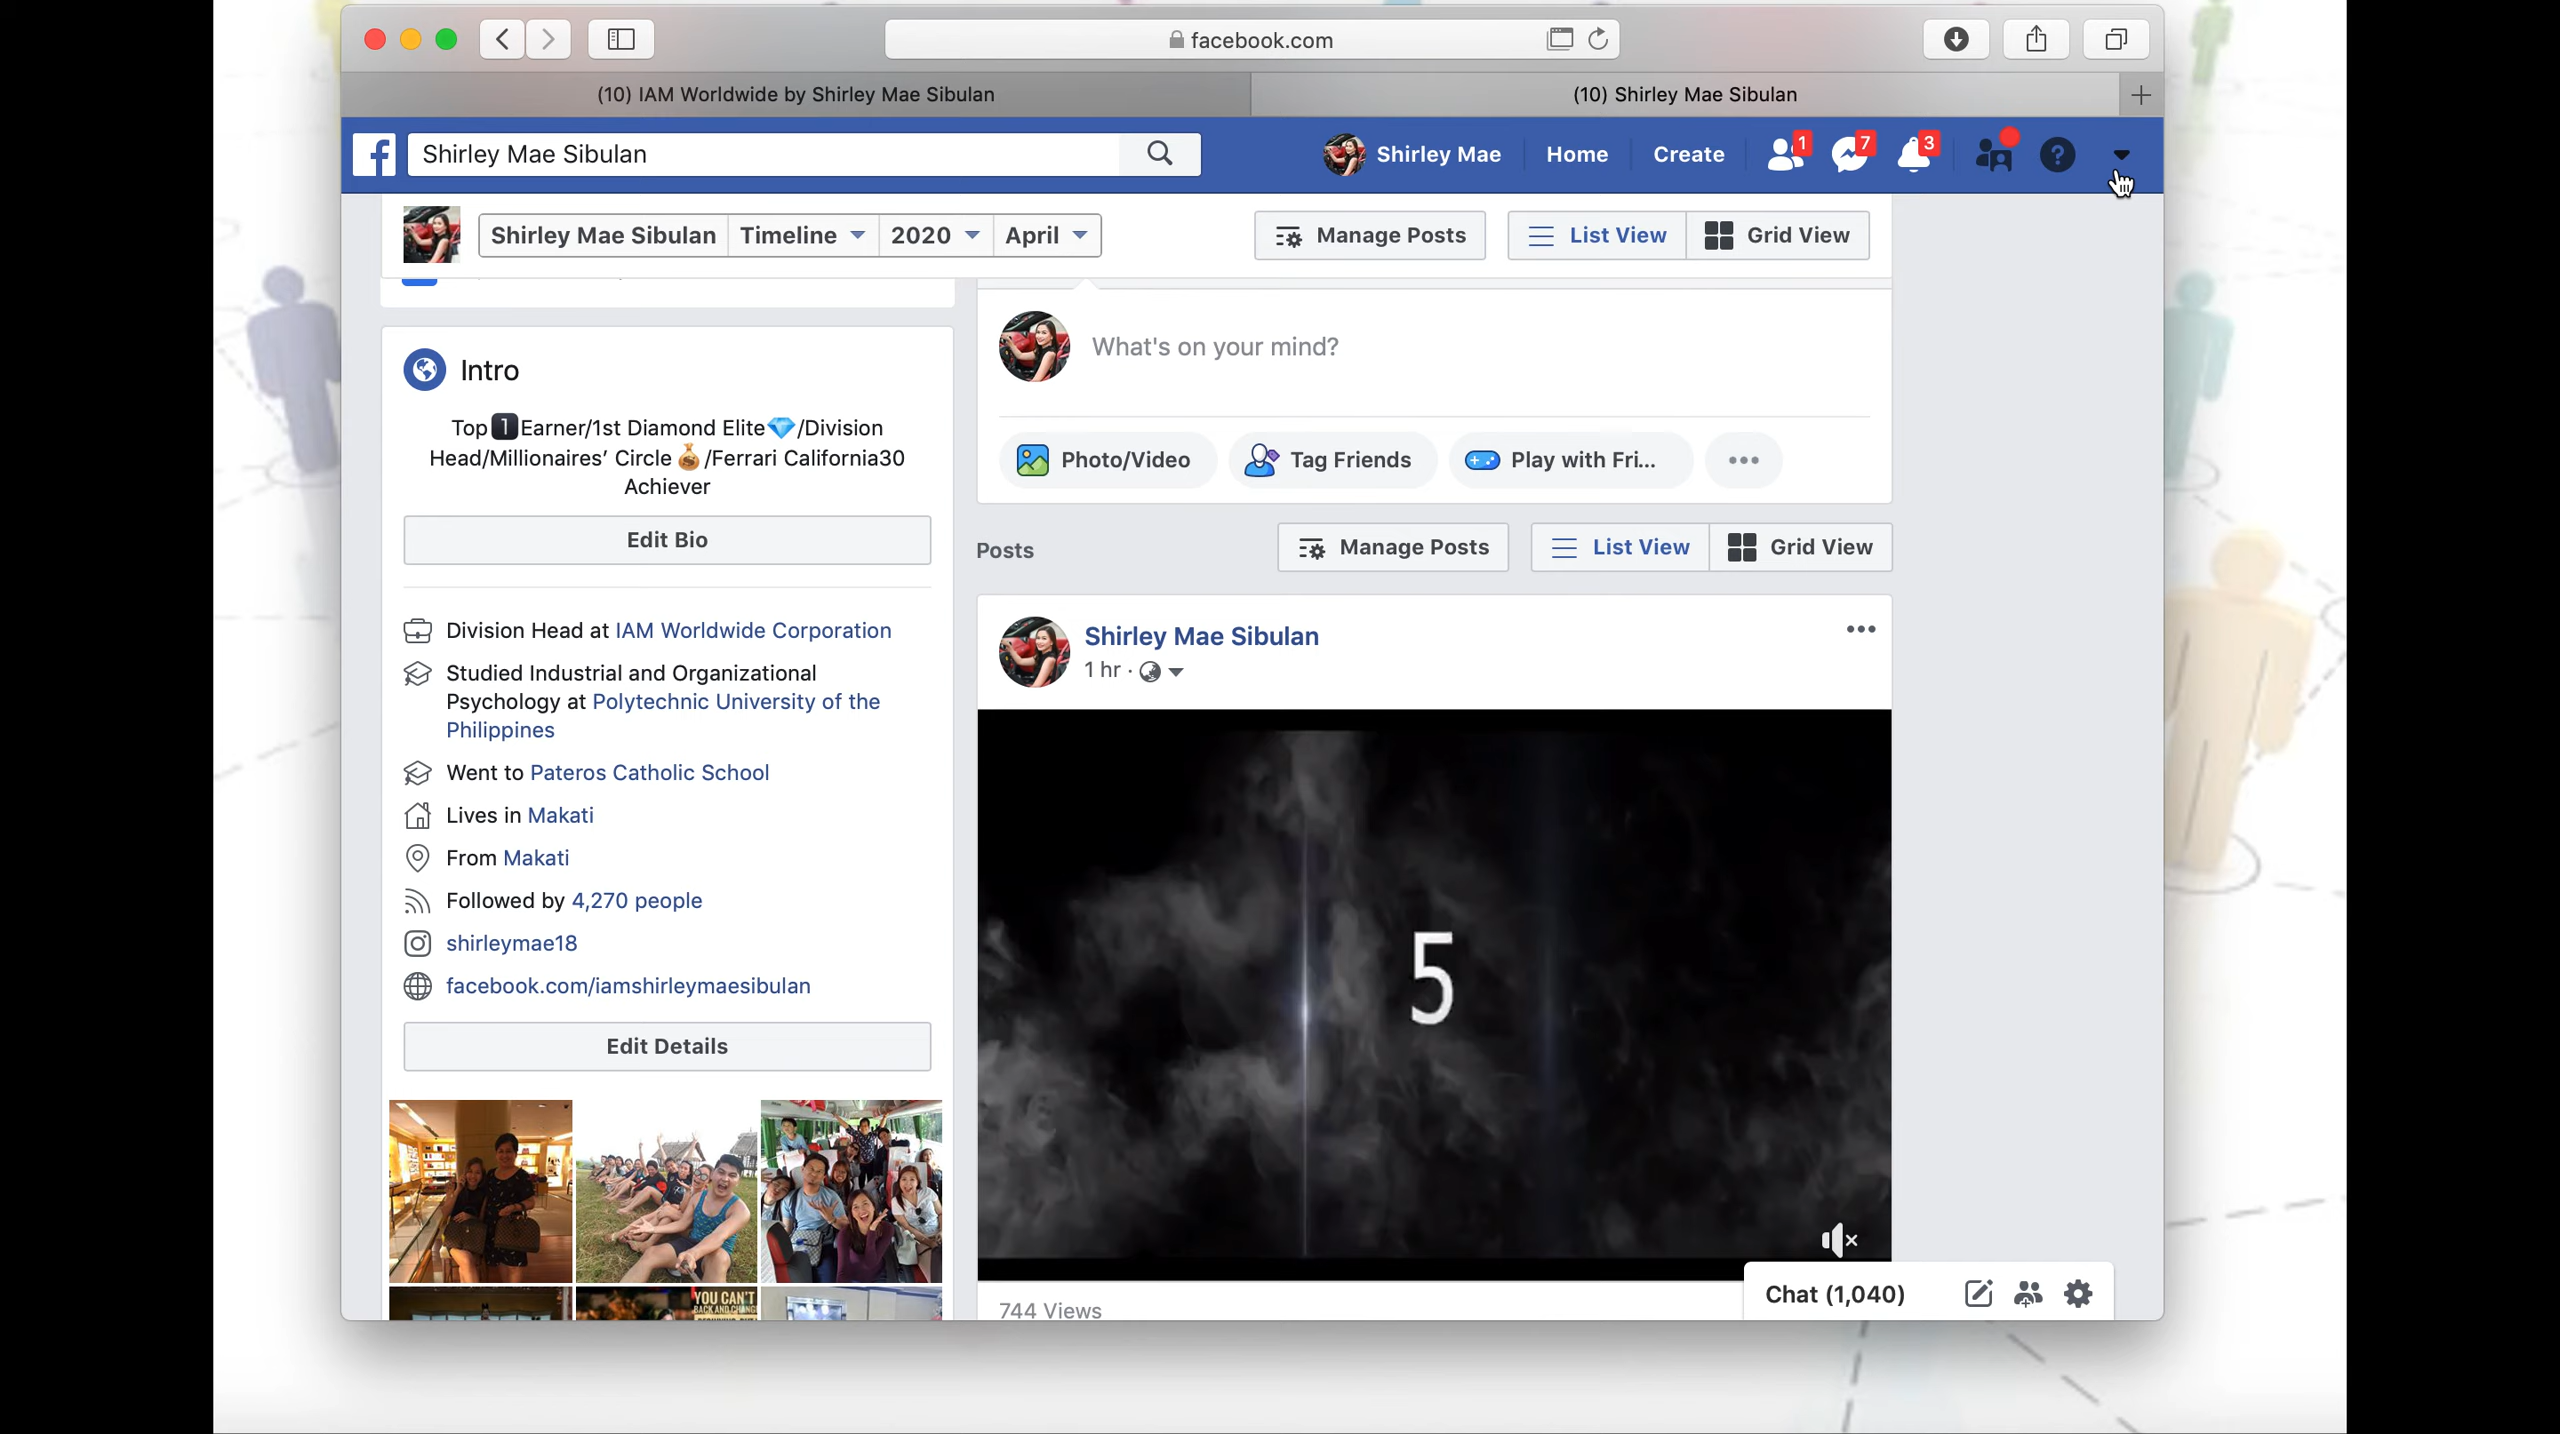 facebook.com
(10) IAM Worldwide by Shirley Mae Sibulan
(10) Shirley Mae Sibulan
Shirley Mae Sibulan
Shirley Mae
Home
Create
1
7
3
Shirley Mae Sibulan
Timeline
2020
April
Manage Posts
List View
Grid View
Intro
Top 1 Earner/1st Diamond Elite💎/Division
Head/Millionaires' Circle💰/Ferrari California30
Achiever
Edit Bio
Division Head at IAM Worldwide Corporation
Studied Industrial and Organizational
Psychology at Polytechnic University of the
Philippines
Went to Pateros Catholic School
Lives in Makati
From Makati
Followed by 4,270 people
shirleymae18
facebook.com/iamshirleymaesibulan
Edit Details
YOU CAN'T
What's on your mind?
Photo/Video
Tag Friends
Play with Fri...
Posts
Manage Posts
List View
Grid View
Shirley Mae Sibulan
1 hr ·
5
744 Views
Chat (1,040)